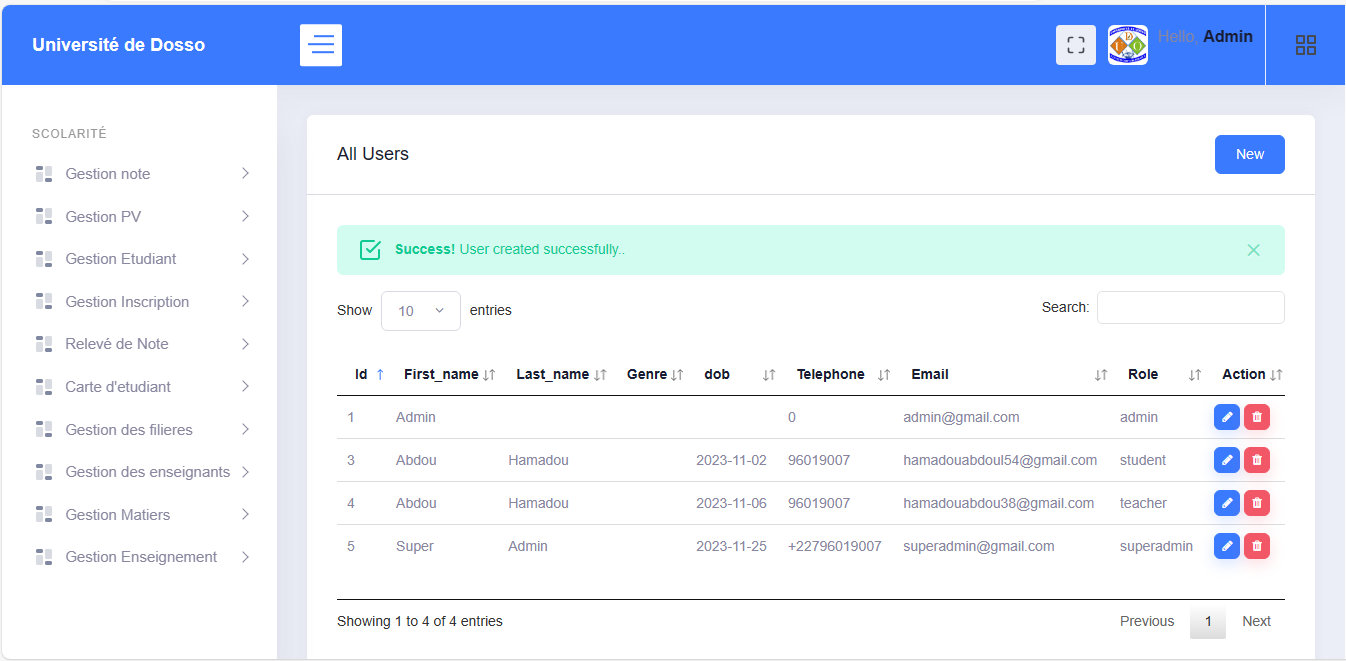 Université de Dosso
Hello, Admin
SCOLARITÉ
Gestion note
Gestion PV
Gestion Etudiant
Gestion Inscription
Relevé de Note
Carte d'etudiant
Gestion des filieres
Gestion des enseignants
Gestion Matiers
Gestion Enseignement
All Users
New
Success! User created successfully..
Show 10 entries
Search:
Id First_name Last_name Genre dob Telephone Email Role Action
1 Admin 0 admin@gmail.com admin
3 Abdou Hamadou 2023-11-02 96019007 hamadouabdoul54@gmail.com student
4 Abdou Hamadou 2023-11-06 96019007 hamadouabdou38@gmail.com teacher
5 Super Admin 2023-11-25 +22796019007 superadmin@gmail.com superadmin
Showing 1 to 4 of 4 entries
Previous 1 Next